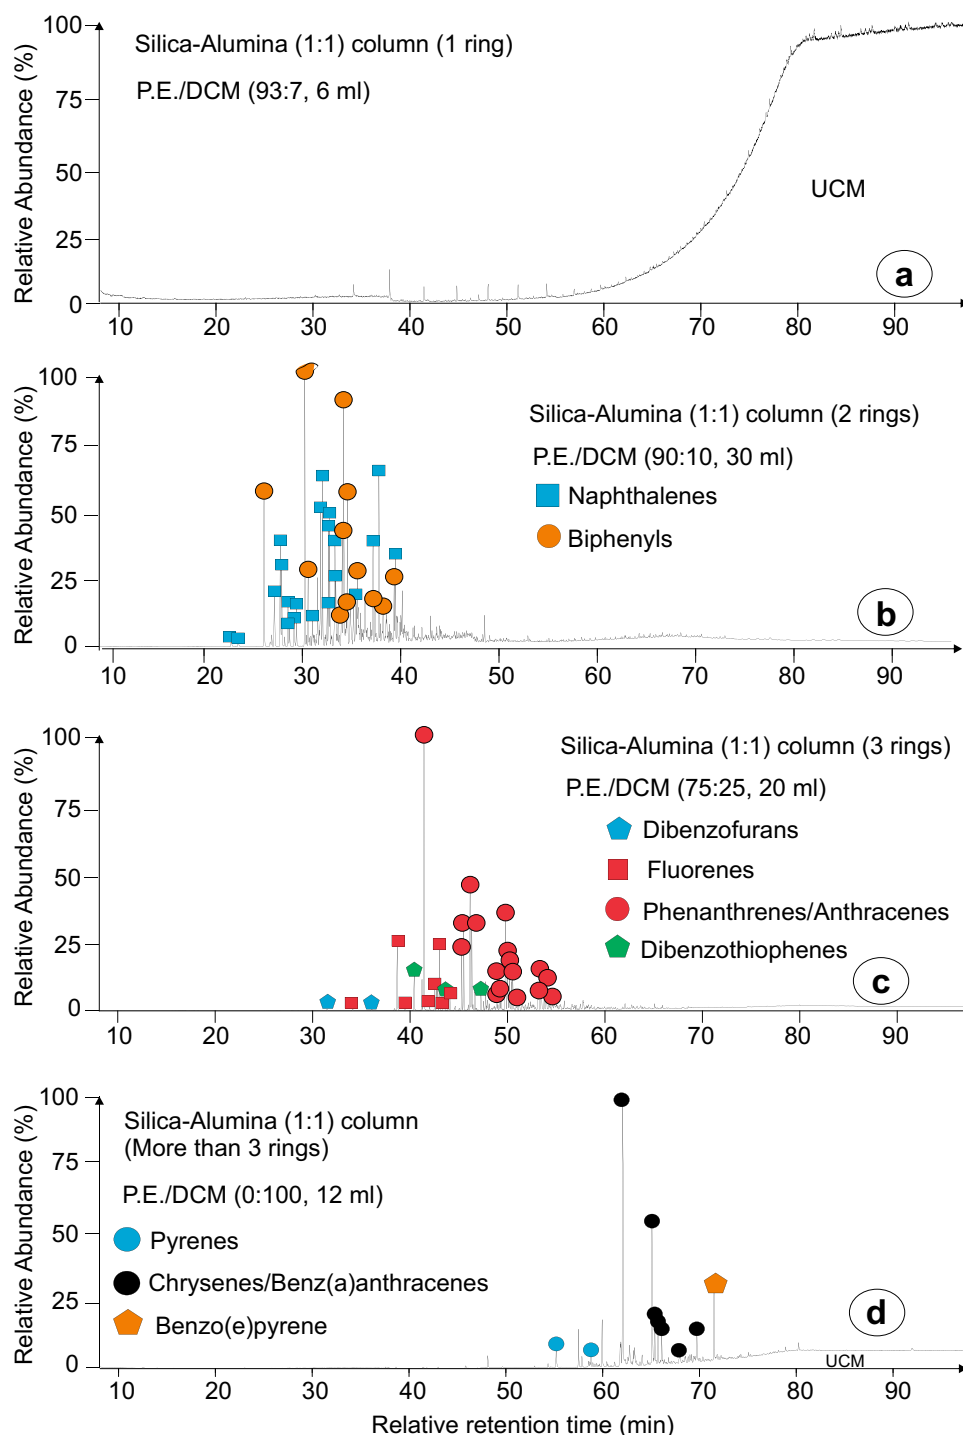 Relative Abundance (%)
100
75
50
25
0
Silica-Alumina (1:1) column (1 ring)
P.E./DCM (93:7, 6 ml)
UCM
a
10 20 30 40 50 60 70 80 90
Relative Abundance (%)
100
75
50
25
0
Silica-Alumina (1:1) column (2 rings)
P.E./DCM (90:10, 30 ml)
Naphthalenes
Biphenyls
b
10 20 30 40 50 60 70 80 90
Relative Abundance (%)
100
75
50
25
0
Silica-Alumina (1:1) column (3 rings)
P.E./DCM (75:25, 20 ml)
Dibenzofurans
Fluorenes
Phenanthrenes/Anthracenes
Dibenzothiophenes
c
10 20 30 40 50 60 70 80 90
Relative Abundance (%)
100
75
50
25
0
Silica-Alumina (1:1) column
(More than 3 rings)
P.E./DCM (0:100, 12 ml)
Pyrenes
Chrysenes/Benz(a)anthracenes
Benzo(e)pyrene
d
UCM
10 20 30 40 50 60 70 80 90
Relative retention time (min)